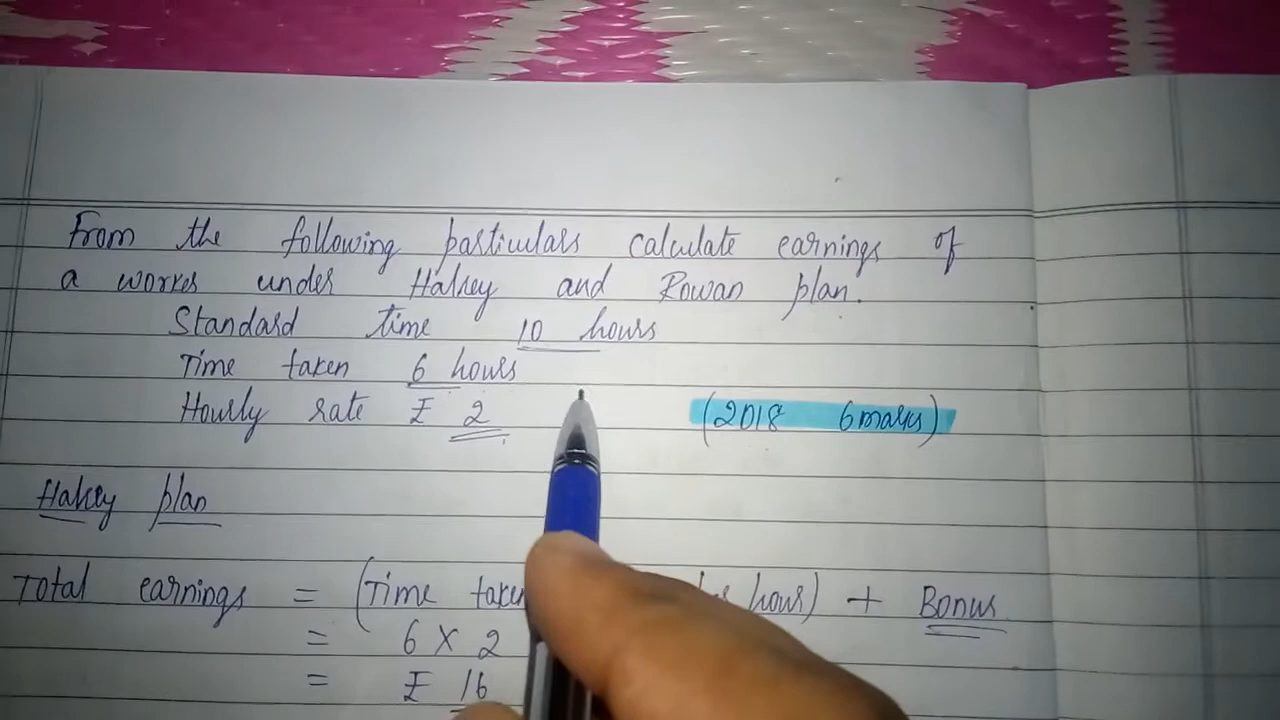 From the following particulars calculate earnings of
a worker under Halsey and Rowan plan.
Standard time 10 hours
Time taken 6 hours
Hourly rate ₹ 2 (2018 6 marks)
Halsey plan
Total earnings = (Time taken hour) + Bonus
= 6 X 2
= ₹ 16